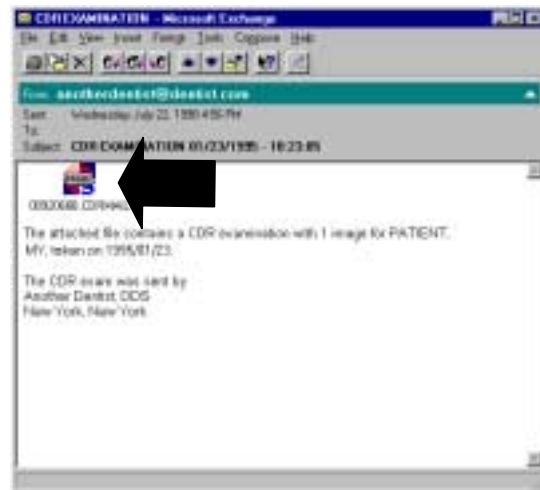 CDR EXAMINATION - Microsoft Exchange
File Edit View Insert Format Tools Compose Help
From: anotherdentist@dentist.com
Sent: Wednesday, July 22, 1998 4:56 PM
To:
Subject: CDR EXAMINATION 01/23/1995 - 10:23:05
The attached file contains a CDR examination with 1 image for PATIENT,
MY, taken on 1995/01/23.
The CDR exam was sent by
Another Dentist, DDS
New York, New York